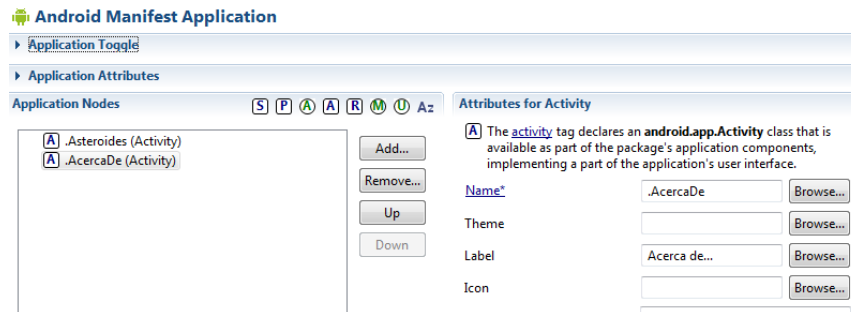 Android Manifest Application
Application Toggle
Application Attributes
Application Nodes
S P A A R M U Az
A .Asteroides (Activity)
A .AcercaDe (Activity)
Add...
Remove...
Up
Down
Attributes for Activity
A The activity tag declares an android.app.Activity class that is
available as part of the package's application components,
implementing a part of the application's user interface.
Name* .AcercaDe Browse...
Theme Browse...
Label Acerca de... Browse...
Icon Browse...